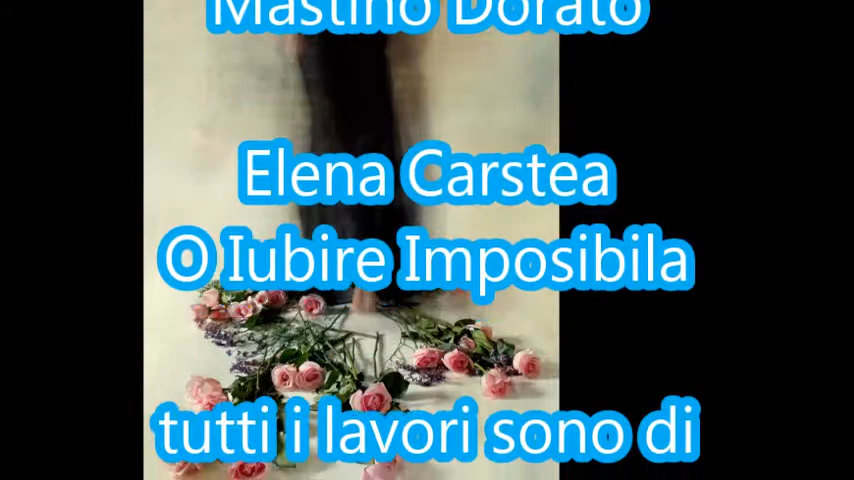 Mastino Dorato
Elena Carstea
O Iubire Imposibila
tutti i lavori sono di